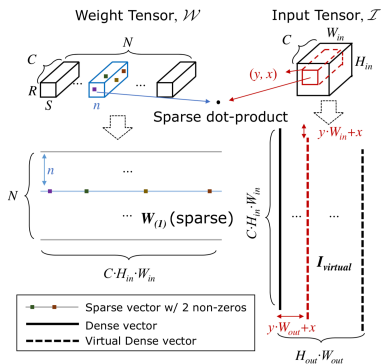 Weight Tensor, 𝒲
Input Tensor, ℐ
N
C
R
S
n
...
...
C
W_in
H_in
(y, x)
Sparse dot-product
y·W_in+x
N
n
...
... W_(1) (sparse)
C·H_in·W_in
C·H_in·W_in
...
...
I_virtual
y·W_out+x
H_out·W_out
Sparse vector w/ 2 non-zeros
Dense vector
Virtual Dense vector